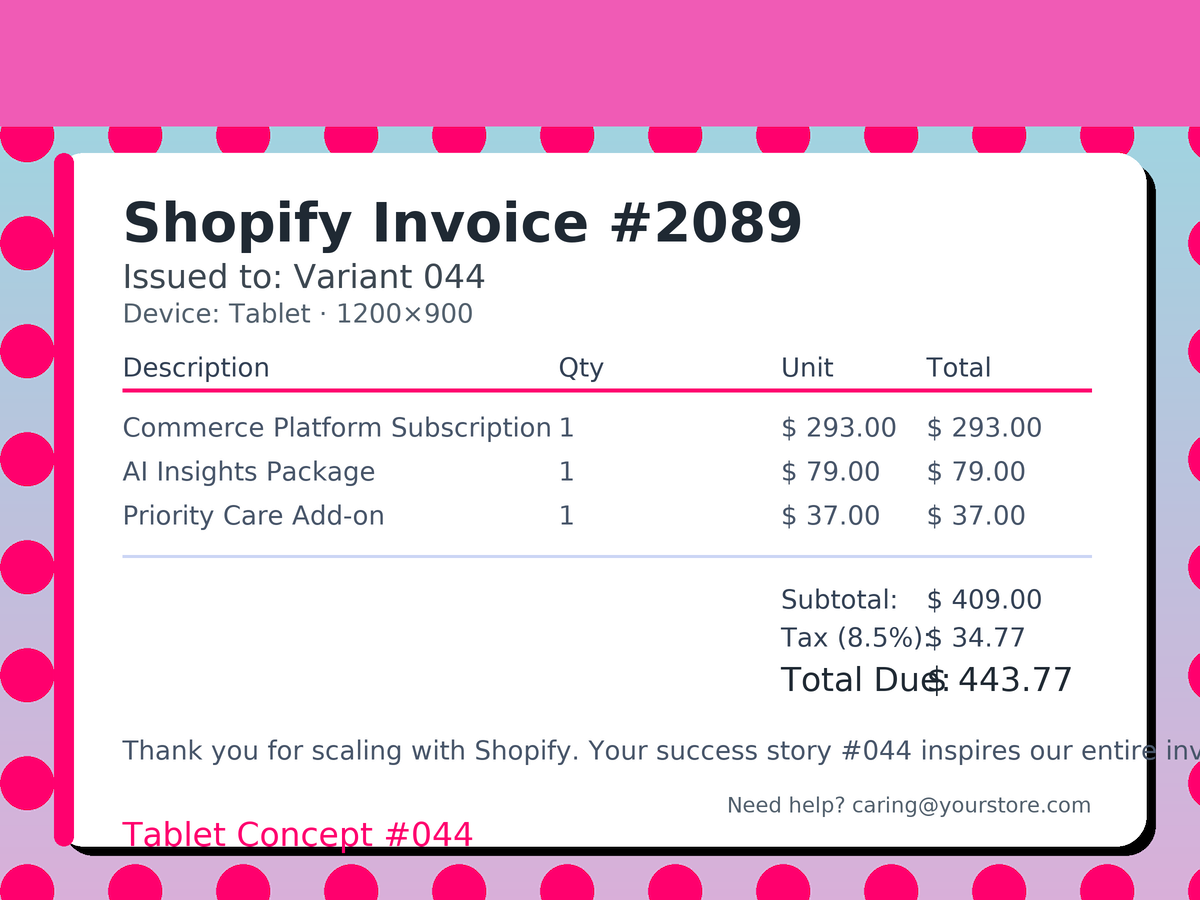 Shopify Invoice #2089
Issued to: Variant 044
Device: Tablet · 1200×900
Description Qty Unit Total
Commerce Platform Subscription 1 $ 293.00 $ 293.00
AI Insights Package 1 $ 79.00 $ 79.00
Priority Care Add-on 1 $ 37.00 $ 37.00
Subtotal: $ 409.00
Tax (8.5%): $ 34.77
Total Due: $ 443.77
Thank you for scaling with Shopify. Your success story #044 inspires our entire
Need help? caring@yourstore.com
Tablet Concept #044